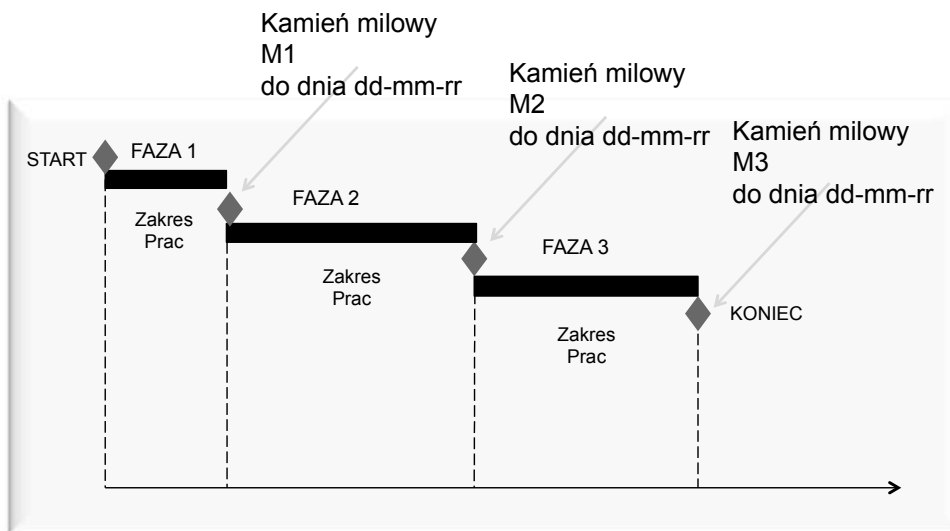 Kamień milowy
M1
do dnia dd-mm-rr
Kamień milowy
M2
do dnia dd-mm-rr
Kamień milowy
M3
do dnia dd-mm-rr
START
FAZA 1
Zakres
Prac
FAZA 2
Zakres
Prac
FAZA 3
Zakres
Prac
KONIEC